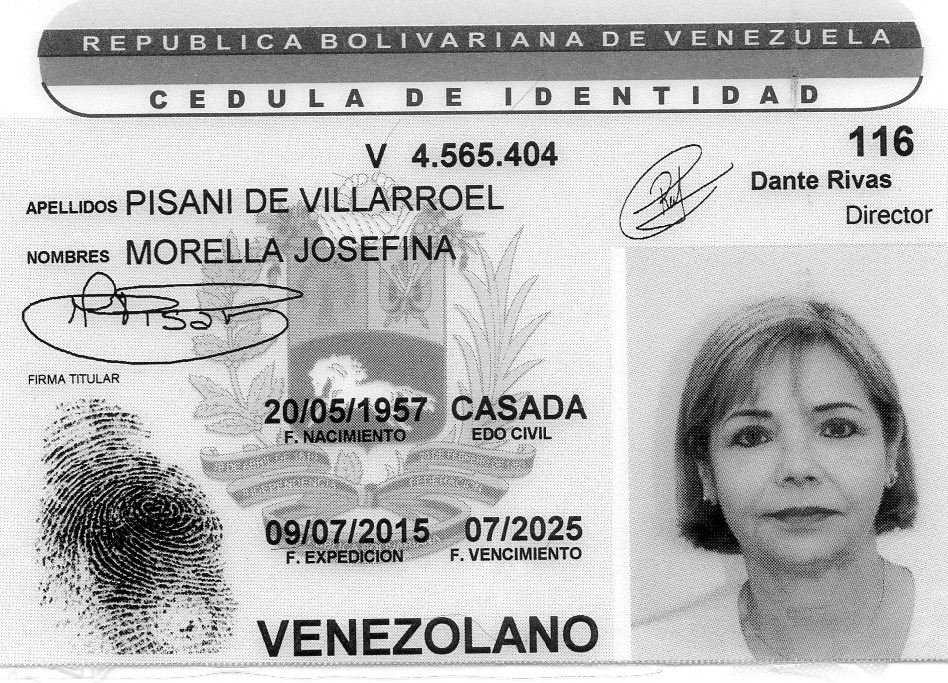 REPUBLICA BOLIVARIANA DE VENEZUELA
CEDULA DE IDENTIDAD
V 4.565.404
116
Dante Rivas
Director
APELLIDOS PISANI DE VILLARROEL
NOMBRES MORELLA JOSEFINA
FIRMA TITULAR
20/05/1957 CASADA
F. NACIMIENTO EDO CIVIL
09/07/2015 07/2025
F. EXPEDICION F. VENCIMIENTO
VENEZOLANO